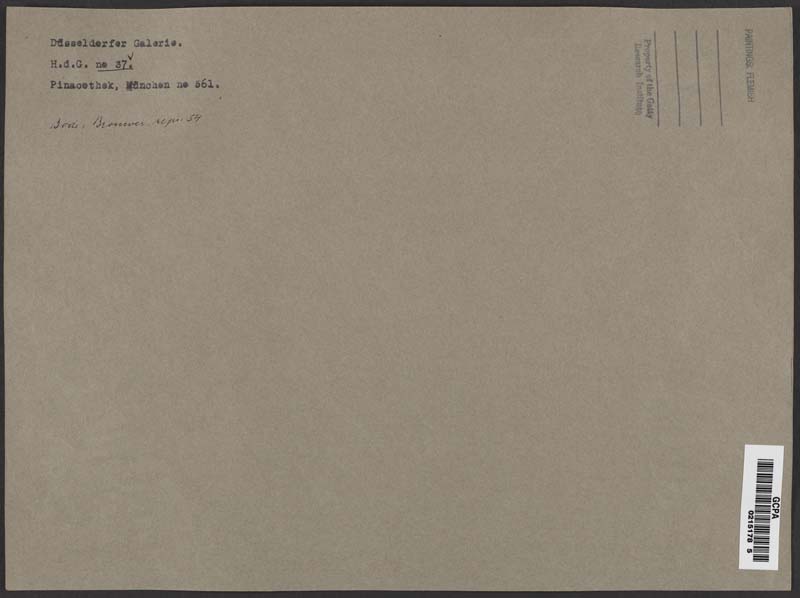 Düsseldorfer Galerie.
H.d.G. no 37.
Pinacothek, München no 561.
Bode, Brouwer, repr. 54
Property of the Getty
Research Institute
PAINTINGS: FLEMISH
GCPA
0215178 5